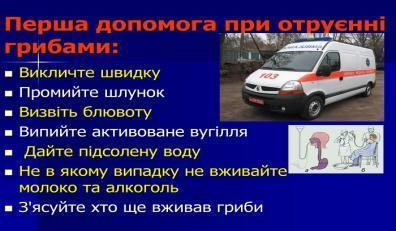 Перша допомога при отруєнні
грибами:
Викличте швидку
Промийте шлунок
Визвіть блювоту
Випийте активоване вугілля
Дайте підсолену воду
Не в якому випадку не вживайте
молоко та алкоголь
З'ясуйте хто ще вживав гриби
103